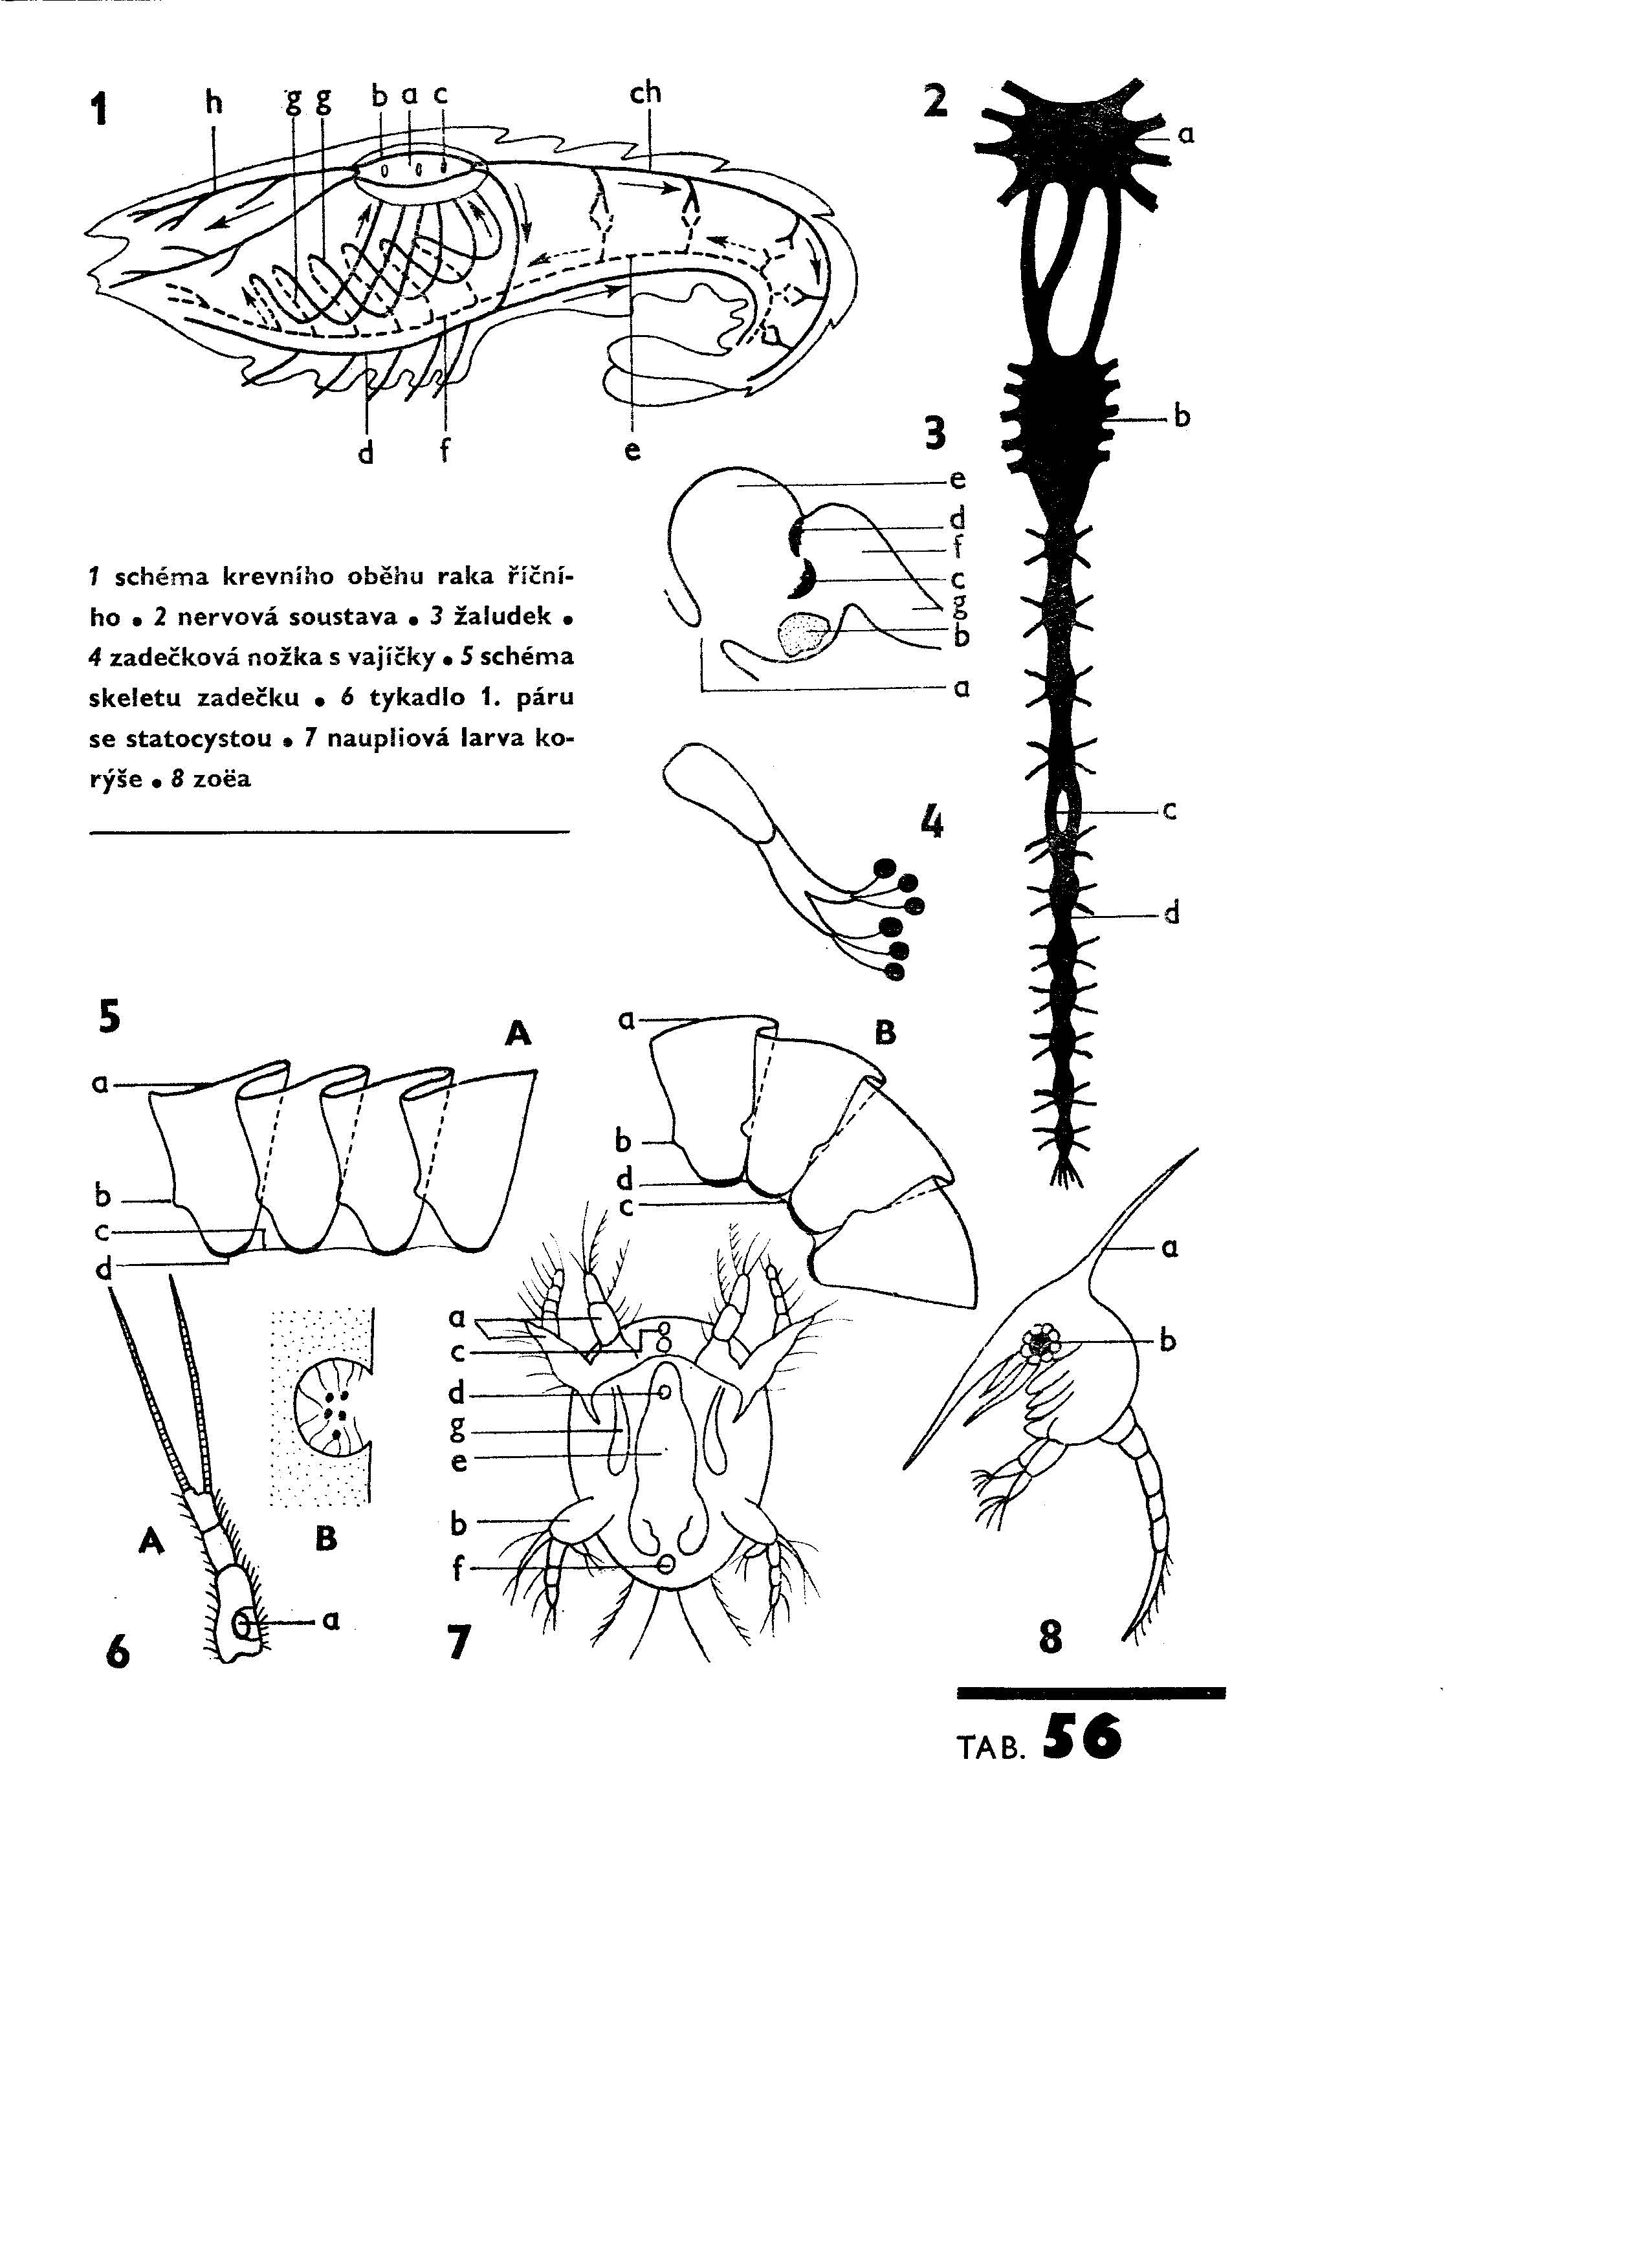 1
h g g b a c ch
d f e
2
a
b
c
d
3
e
d
f
c
g
b
a
1 schéma krevního oběhu raka říční-
ho • 2 nervová soustava • 3 žaludek •
4 zadečková nožka s vajíčky • 5 schéma
skeletu zadečku • 6 tykadlo 1. páru
se statocystou • 7 naupliová larva ko-
rýše • 8 zoëa
4
5
A
a
b
c
d
B
a
b
d
c
A
B
a
6
a
c
d
g
e
b
f
7
a
b
8
TAB. 56